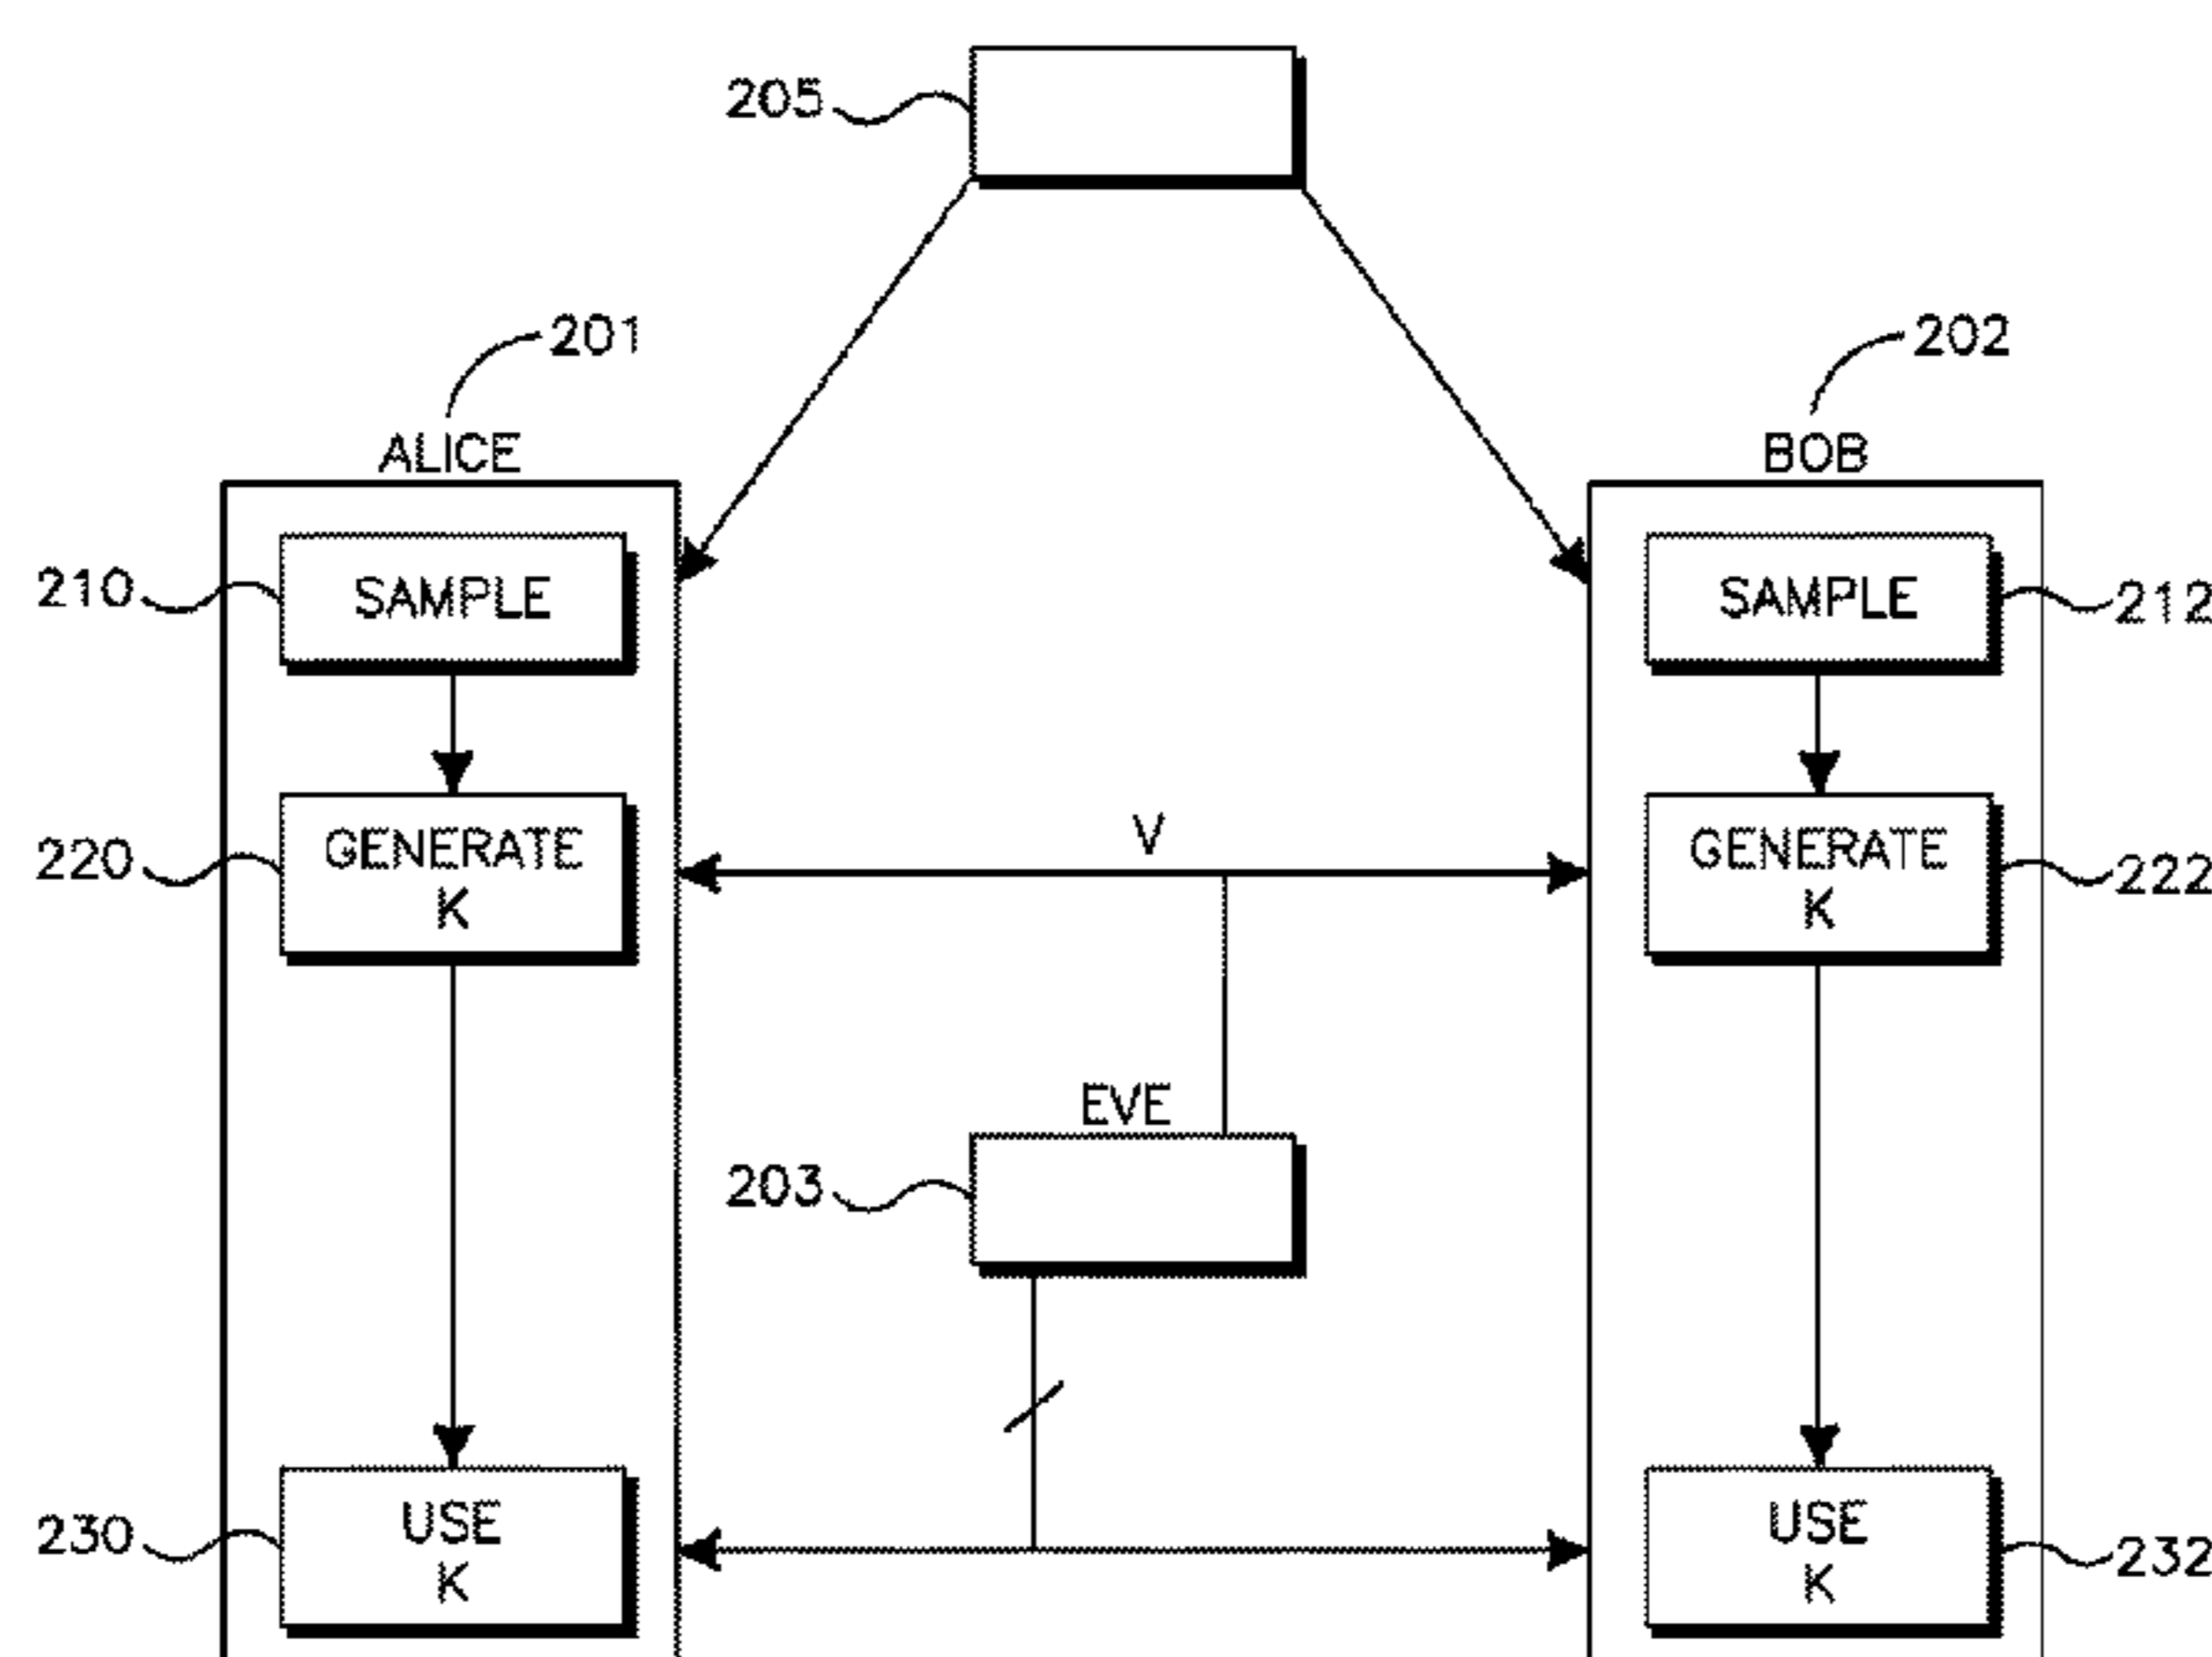 205
201
202
ALICE
BOB
210
SAMPLE
SAMPLE
212
220
GENERATE
K
V
GENERATE
K
222
EVE
203
230
USE
K
USE
K
232